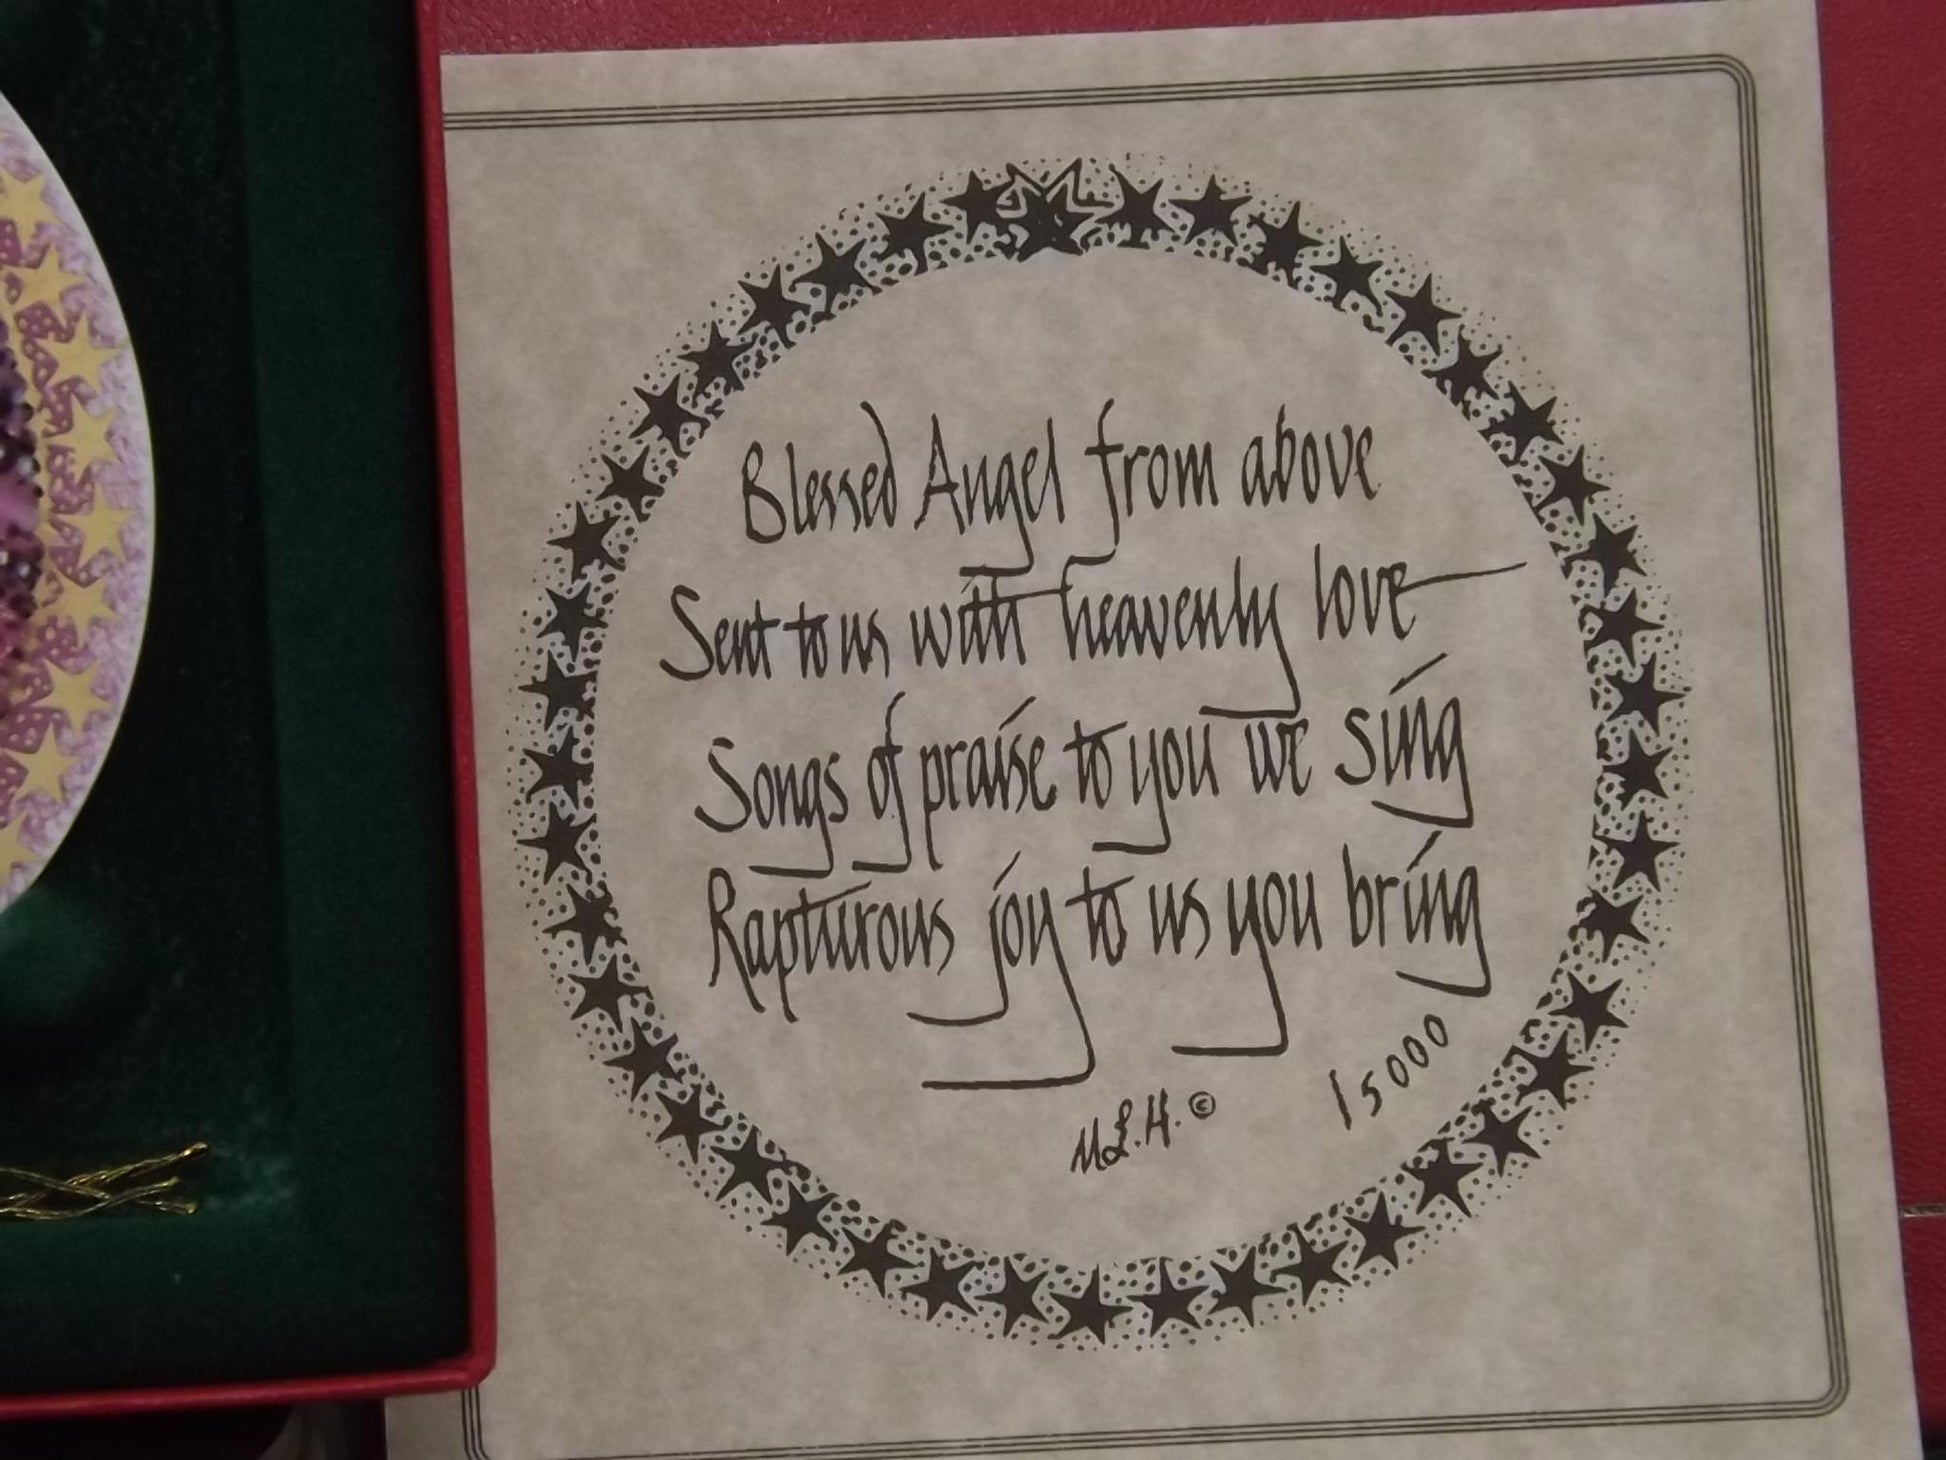 Blessed Angel from above
Sent to us with heavenly love
Songs of praise to you we sing
Rapturous joy to us you bring
M.L.H. © 15000